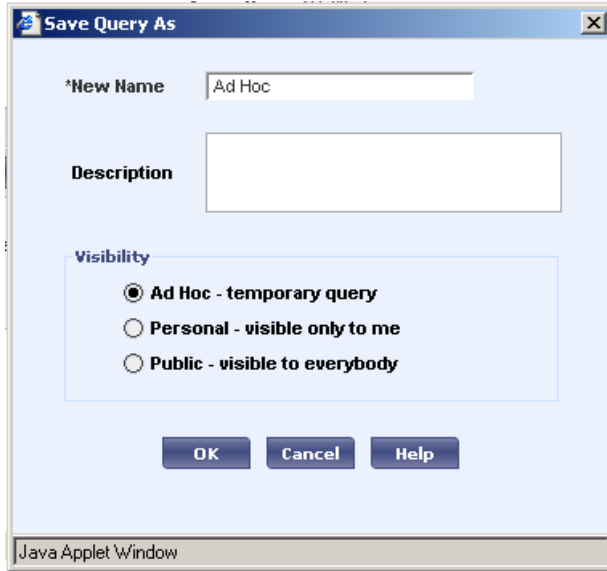 Save Query As
*New Name
Ad Hoc
Description
Visibility
Ad Hoc - temporary query
Personal - visible only to me
Public - visible to everybody
OK Cancel Help
Java Applet Window